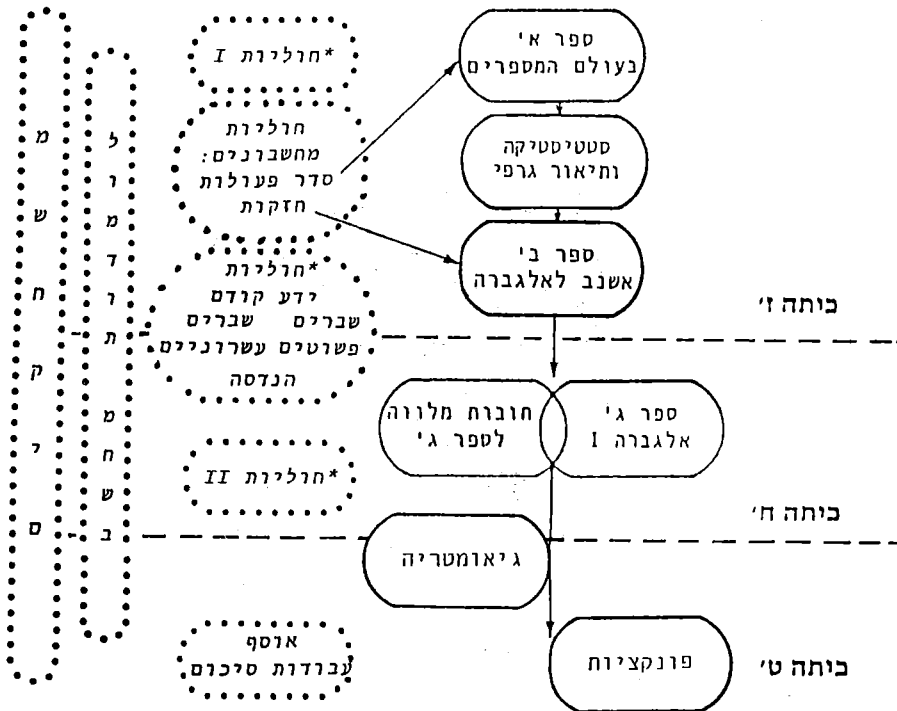 משחקים
לומדות מחשב
*חוליות I
חוליות
מחשבונים:
סדר פעולות
חזקות
*חוליות
ידע קודם
שברים שברים
פשוטים עשרוניים
הנדסה
*חוליות II
אוסף
עבודות סיכום
ספר א'
בעולם המספרים
סטטיסטיקה
ותיאור גרפי
ספר ב'
אשנב לאלגברה
כיתה ז'
ספר ג'
אלגברה I
חוברת מלווה
לספר ג'
כיתה ח'
גיאומטריה
פונקציות
כיתה ט'